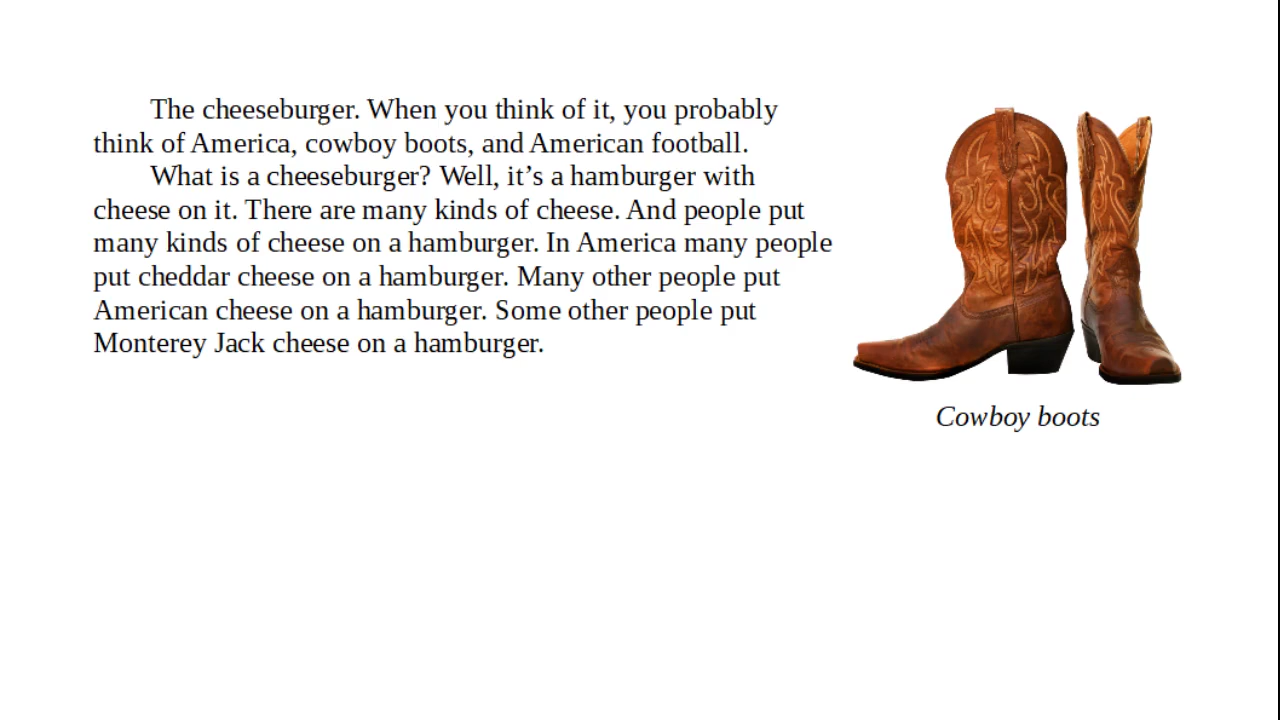 The cheeseburger. When you think of it, you probably
think of America, cowboy boots, and American football.
What is a cheeseburger? Well, it’s a hamburger with
cheese on it. There are many kinds of cheese. And people put
many kinds of cheese on a hamburger. In America many people
put cheddar cheese on a hamburger. Many other people put
American cheese on a hamburger. Some other people put
Monterey Jack cheese on a hamburger.
Cowboy boots